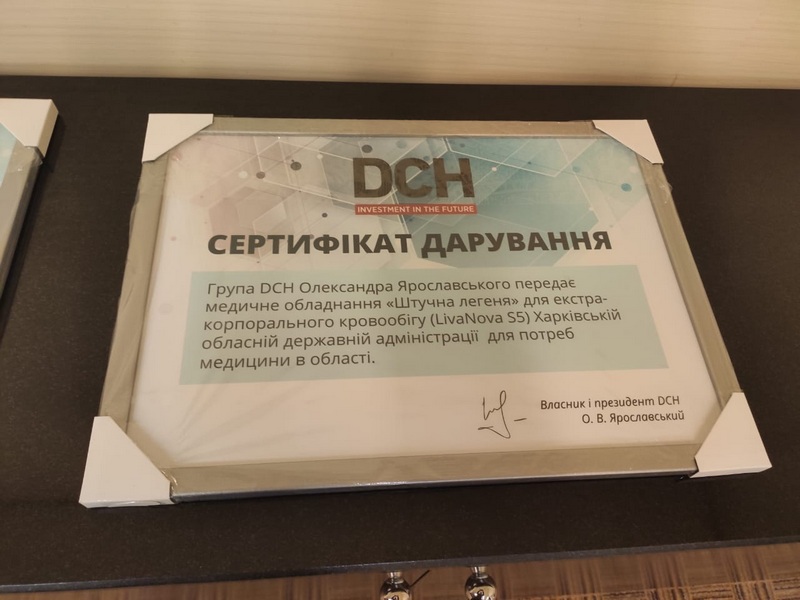 DCH
INVESTMENT IN THE FUTURE
СЕРТИФІКАТ ДАРУВАННЯ
Група DCH Олександра Ярославського передає
медичне обладнання «Штучна легеня» для екстра-
корпорального кровообігу (LivaNova S5) Харківській
обласній державній адміністрації для потреб
медицини в області.
Власник і президент DCH
О. В. Ярославський